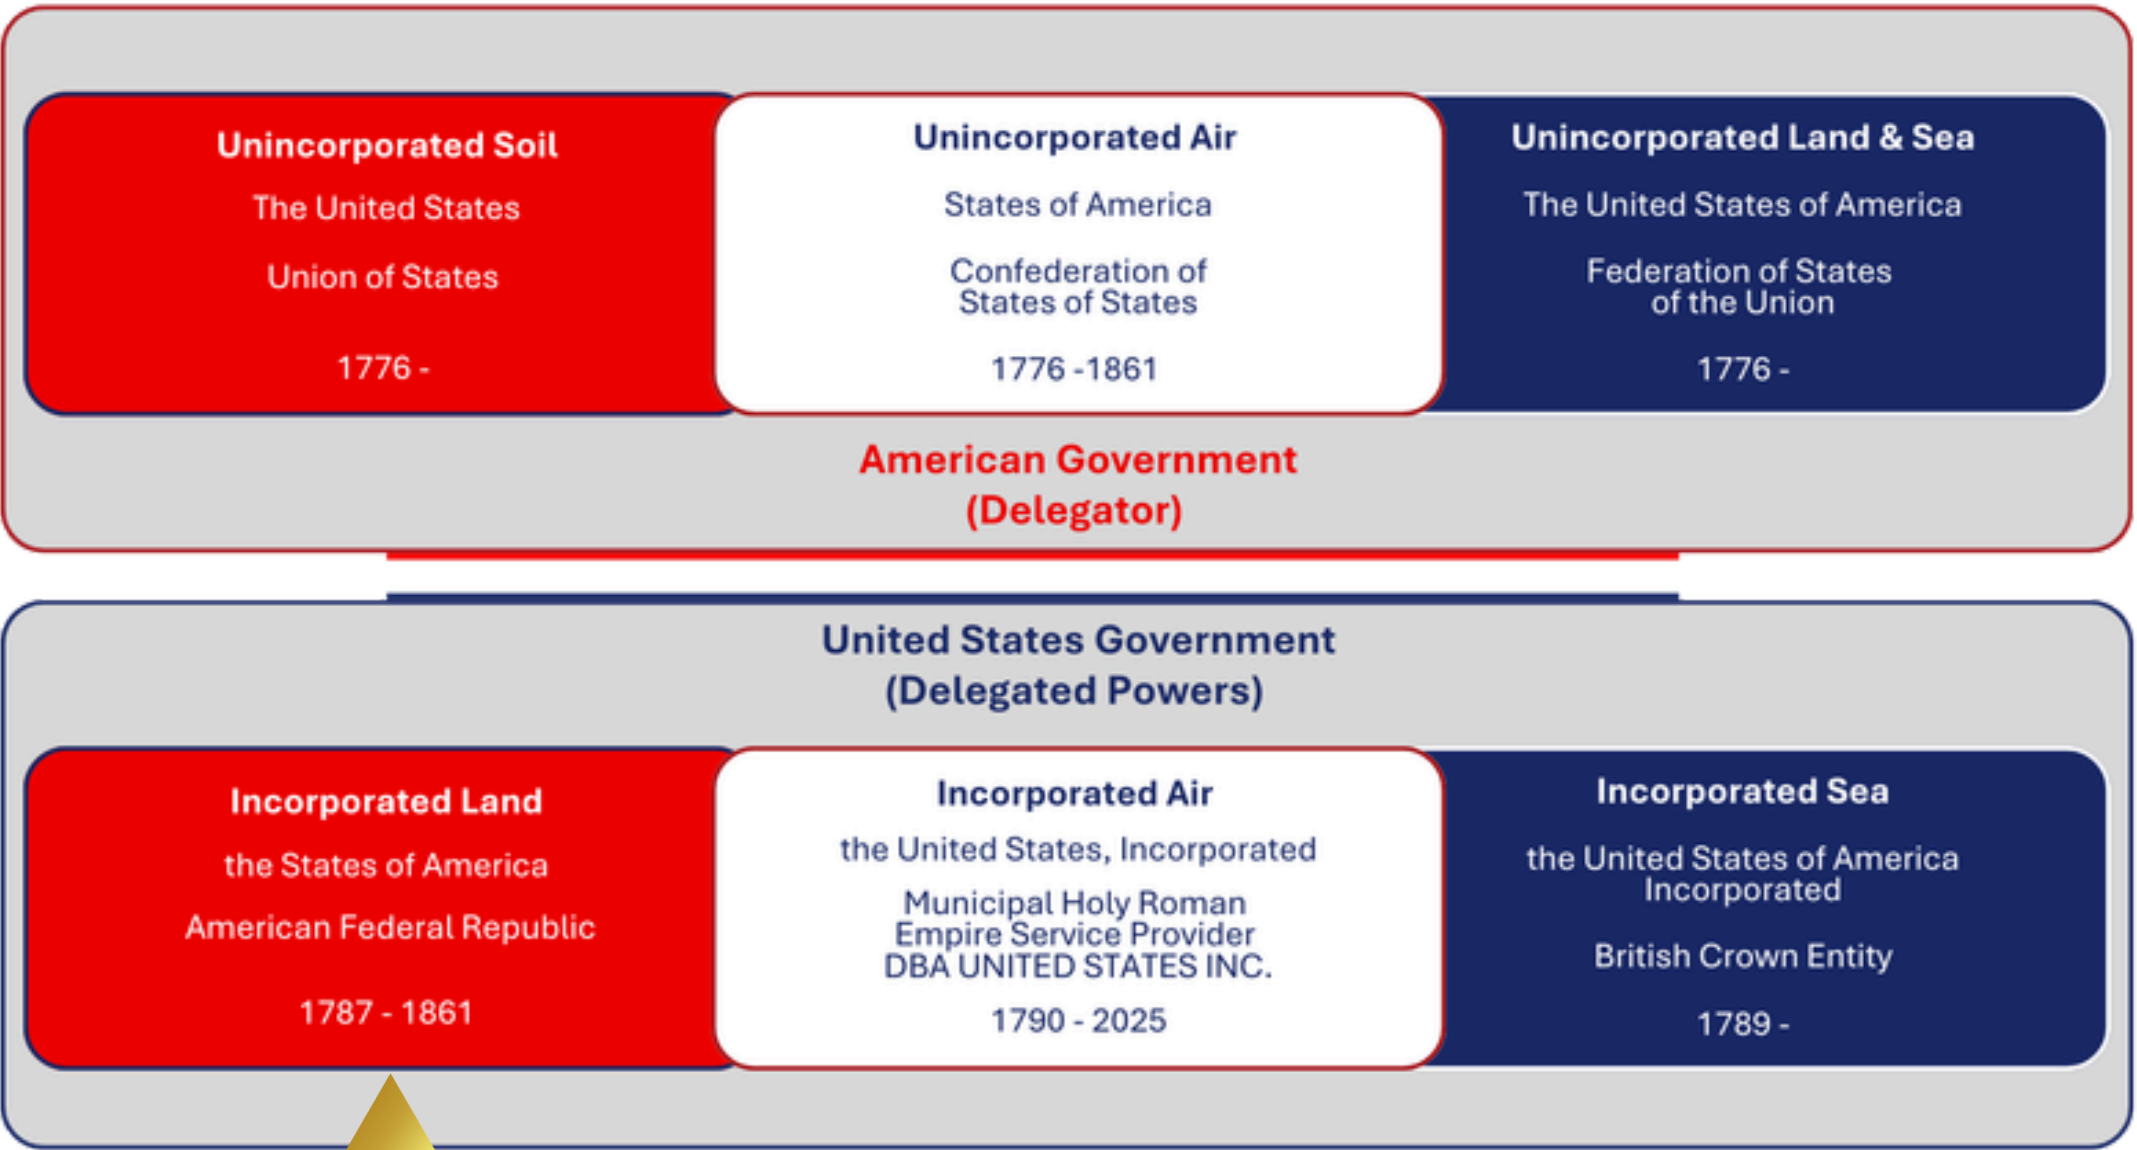 Unincorporated Soil
The United States
Union of States
1776 -
Unincorporated Air
States of America
Confederation of
States of States
1776 -1861
Unincorporated Land & Sea
The United States of America
Federation of States
of the Union
1776 -
American Government
(Delegator)
United States Government
(Delegated Powers)
Incorporated Land
the States of America
American Federal Republic
1787 - 1861
Incorporated Air
the United States, Incorporated
Municipal Holy Roman
Empire Service Provider
DBA UNITED STATES INC.
1790 - 2025
Incorporated Sea
the United States of America
Incorporated
British Crown Entity
1789 -